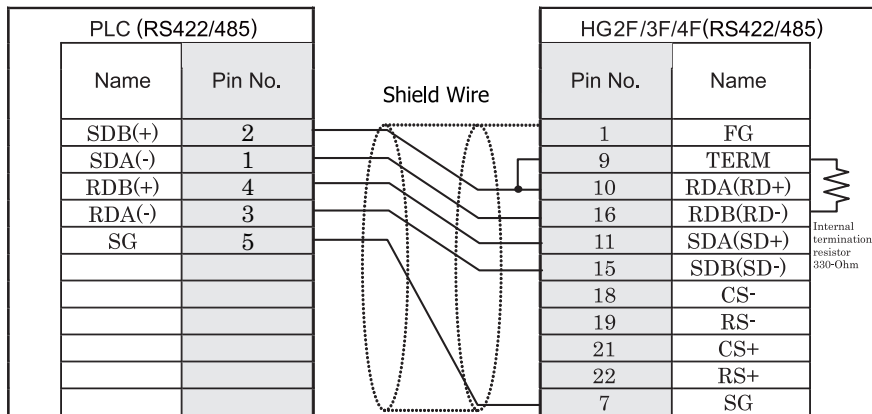 PLC (RS422/485)
HG2F/3F/4F(RS422/485)
Name Pin No.
Shield Wire
Pin No. Name
SDB(+) 2
1 FG
SDA(-) 1
9 TERM
RDB(+) 4
10 RDA(RD+)
RDA(-) 3
16 RDB(RD-)
SG 5
11 SDA(SD+)
15 SDB(SD-)
18 CS-
19 RS-
21 CS+
22 RS+
7 SG
Internal
termination
resistor
330-Ohm